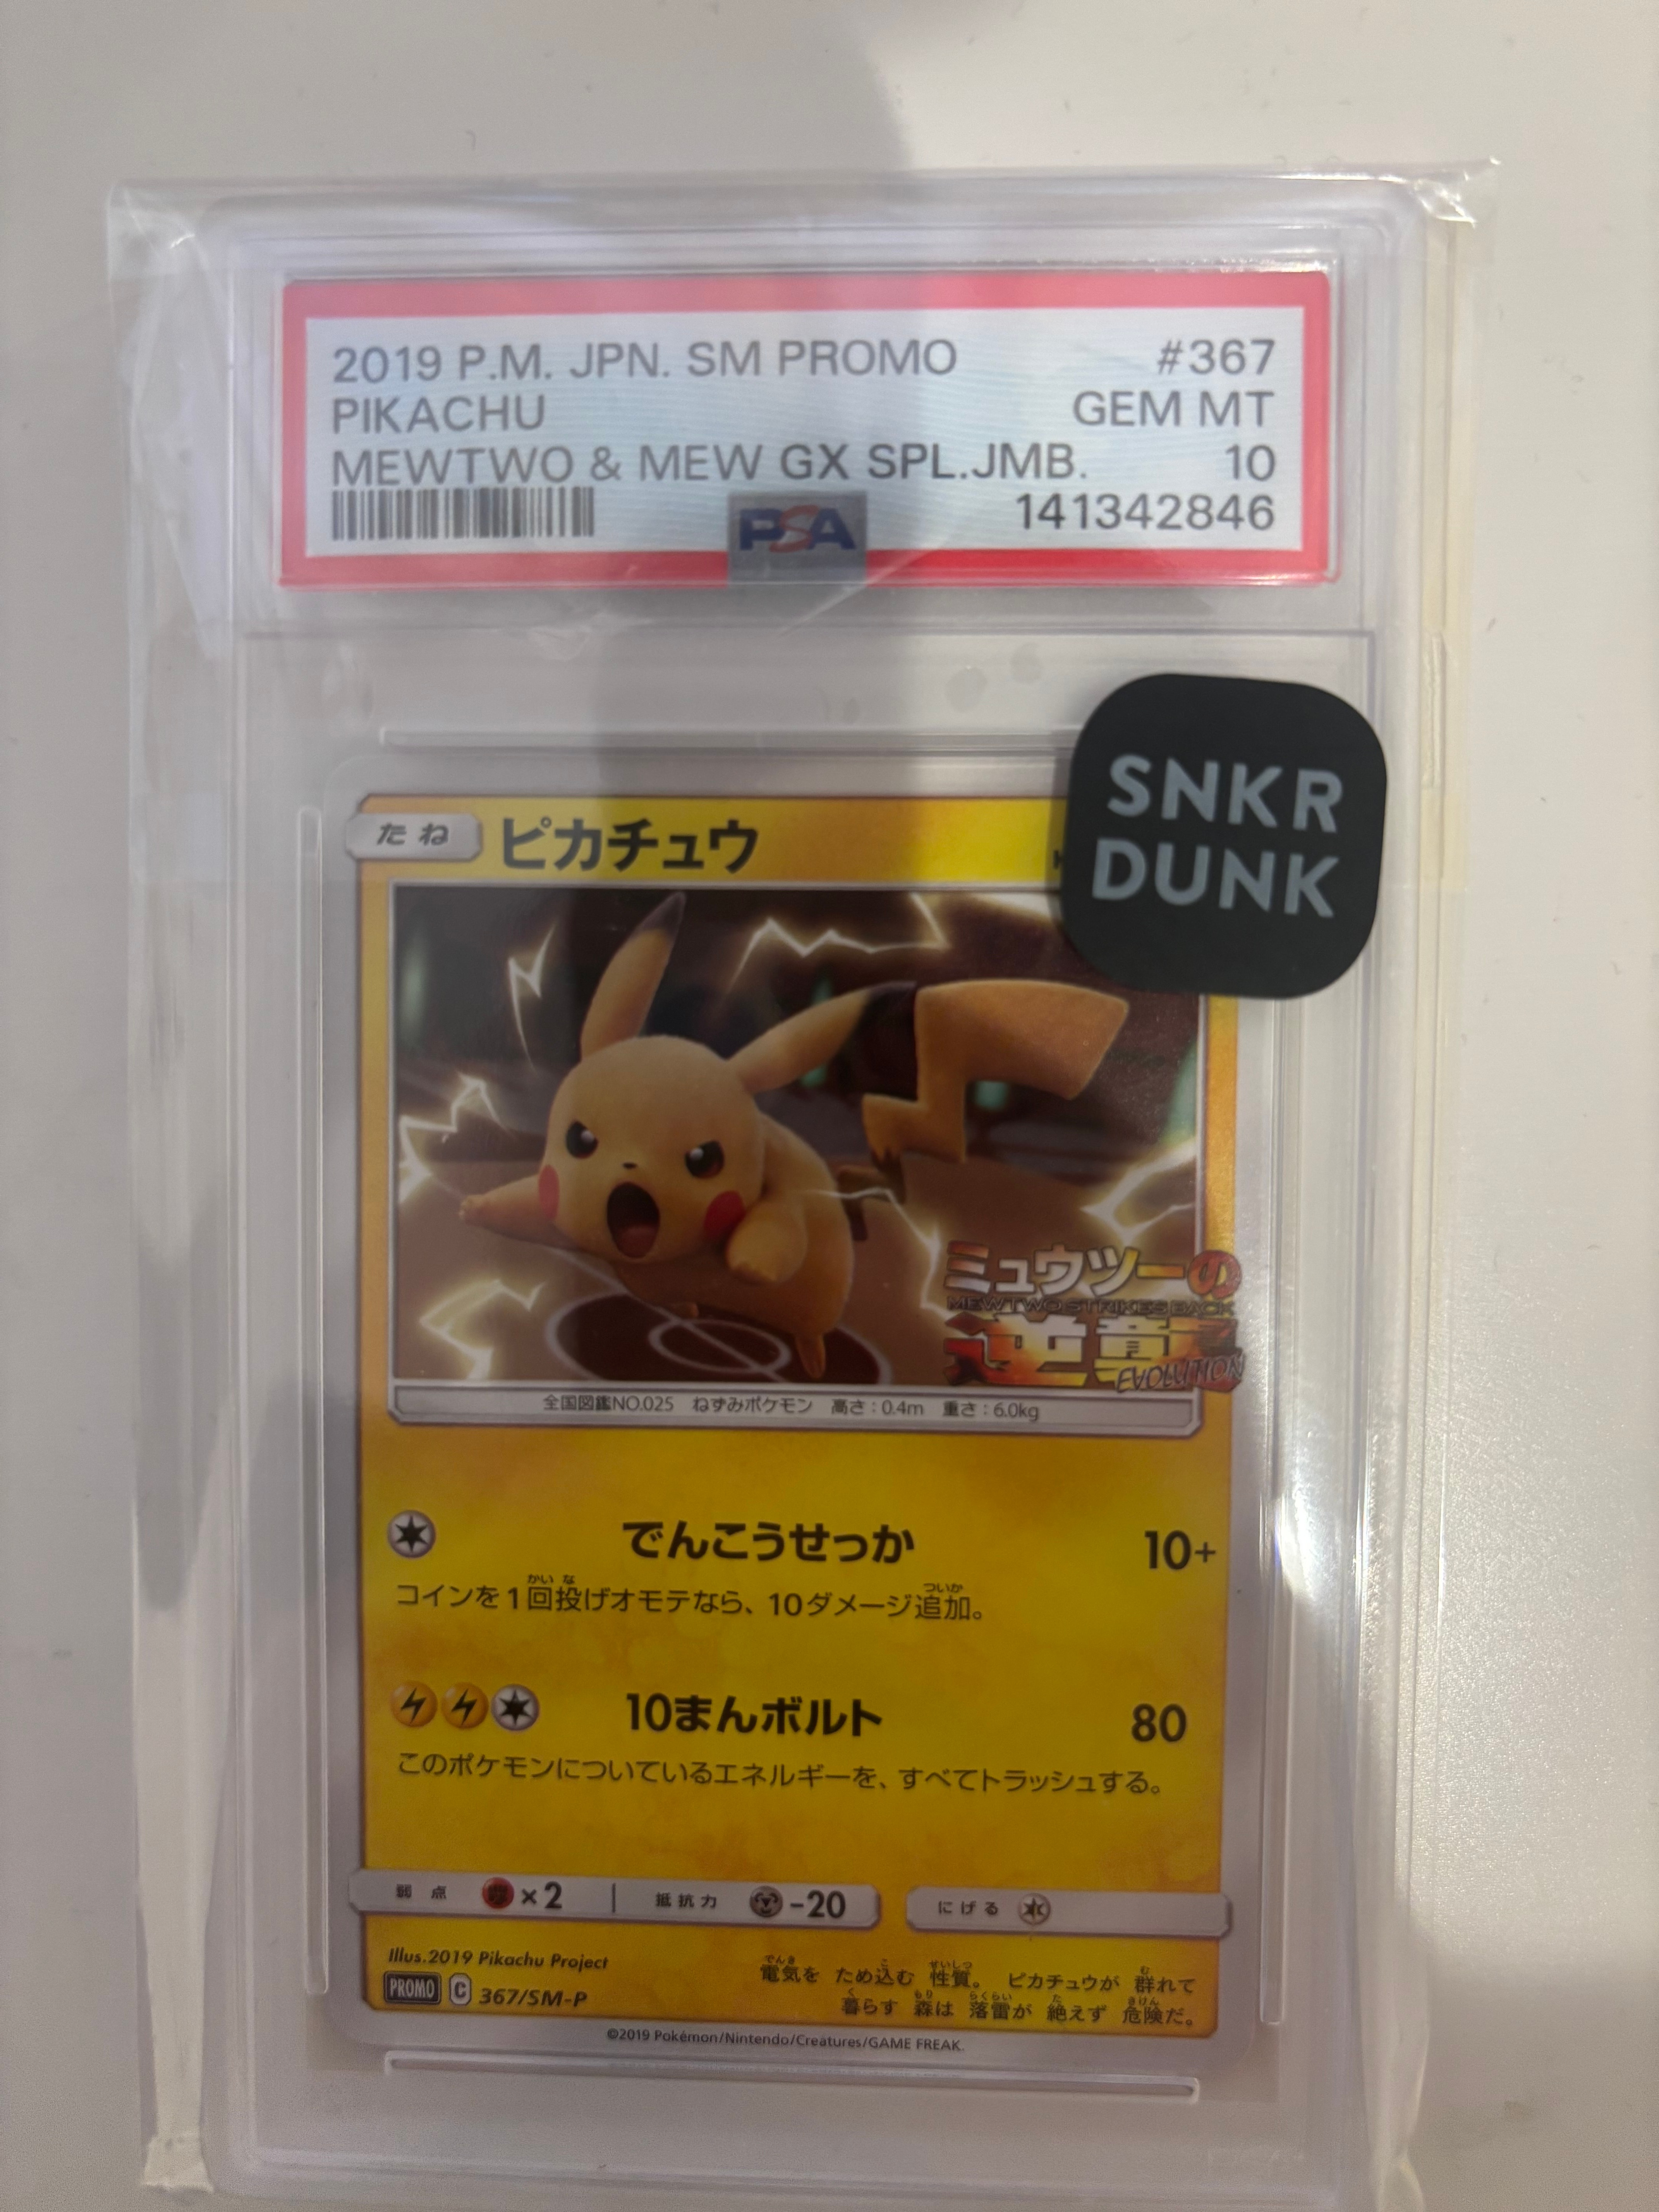 2019 P.M. JPN. SM PROMO #367
PIKACHU GEM MT
MEWTWO & MEW GX SPL.JMB. 10
PSA 141342846
SNKR
DUNK
たね ピカチュウ
ミュウツーの
MEWTWO STRIKES BACK
逆襲
EVOLUTION
全国図鑑NO.025 ねずみポケモン 高さ:0.4m 重さ:6.0kg
でんこうせっか 10+
コインを1回投げオモテなら、10ダメージ追加。
10まんボルト 80
このポケモンについているエネルギーを、すべてトラッシュする。
弱点 ×2 抵抗力 -20 にげる
Illus.2019 Pikachu Project
PROMO C 367/SM-P
電気を ため込む 性質。 ピカチュウが 群れて
暮らす 森は 落雷が 絶えず 危険だ。
©2019 Pokémon/Nintendo/Creatures/GAME FREAK.